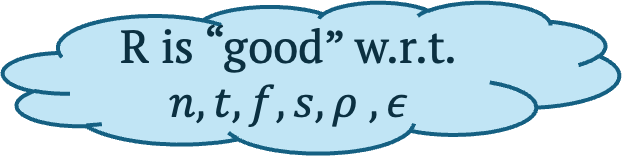 R is “good” w.r.t.
n, t, f, s, ρ , ϵ